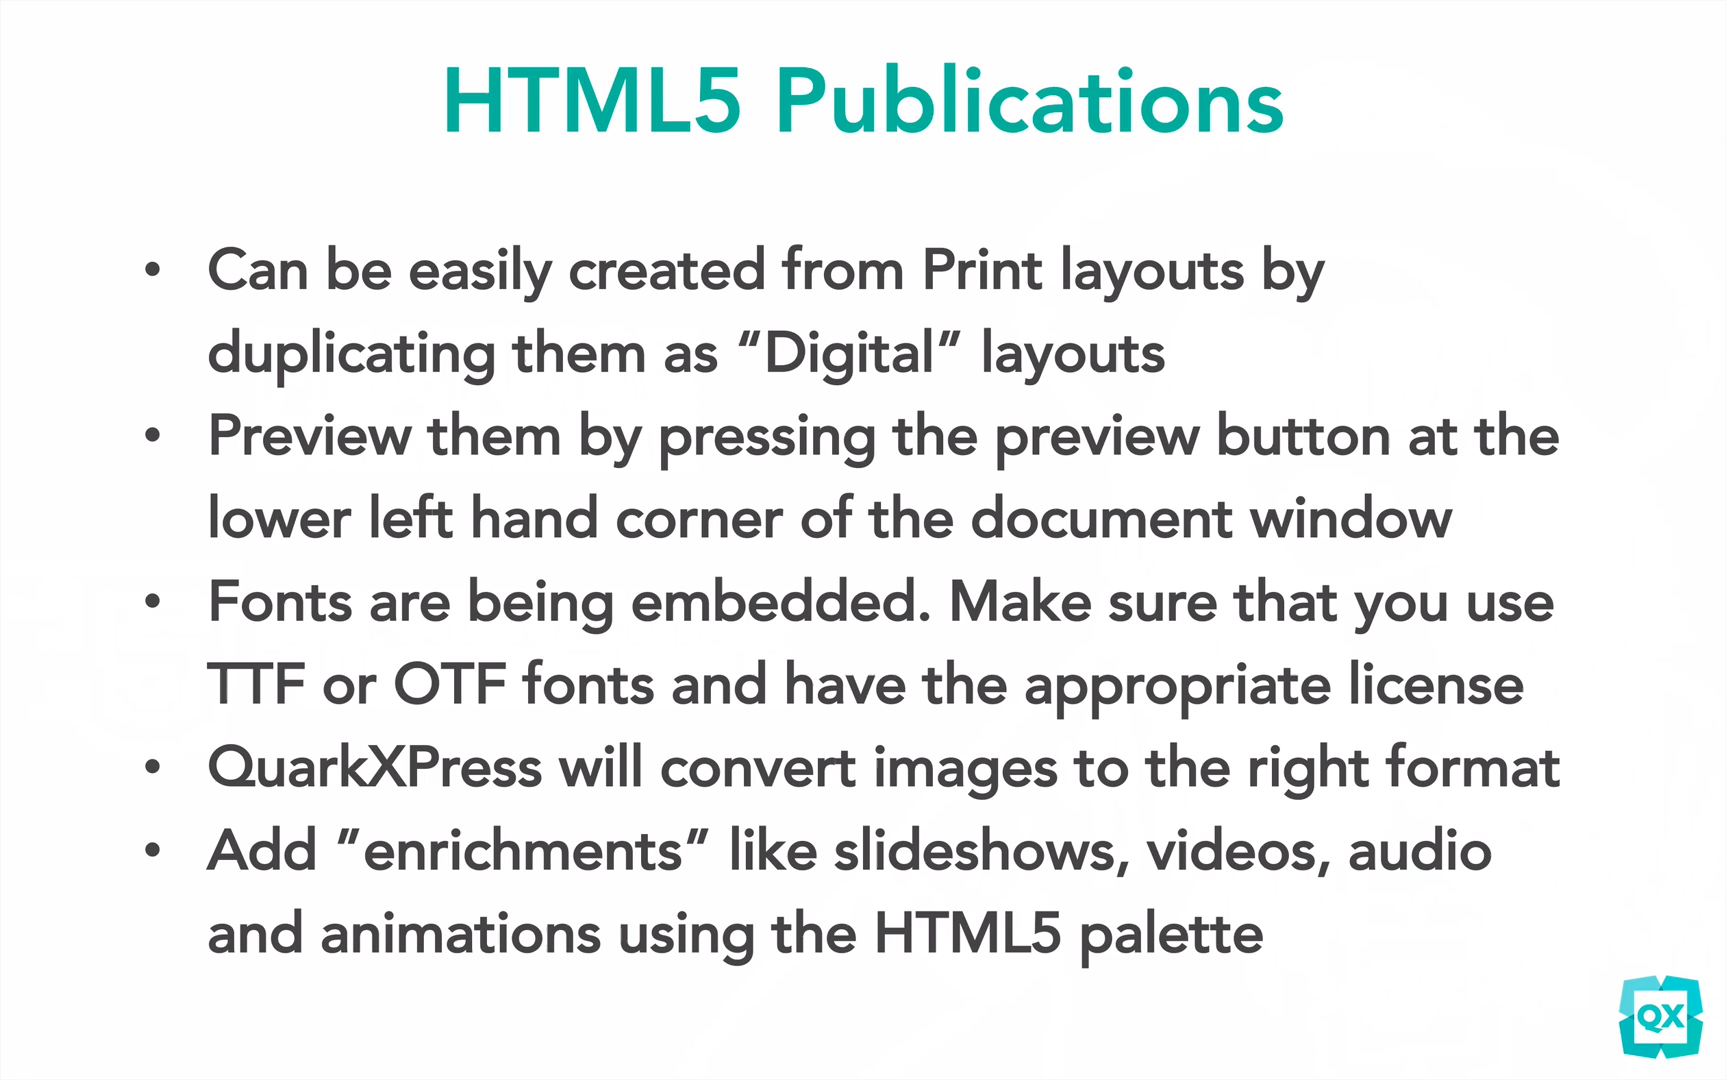 HTML5 Publications
• Can be easily created from Print layouts by
duplicating them as “Digital” layouts
• Preview them by pressing the preview button at the
lower left hand corner of the document window
• Fonts are being embedded. Make sure that you use
TTF or OTF fonts and have the appropriate license
• QuarkXPress will convert images to the right format
• Add ”enrichments” like slideshows, videos, audio
and animations using the HTML5 palette
QX